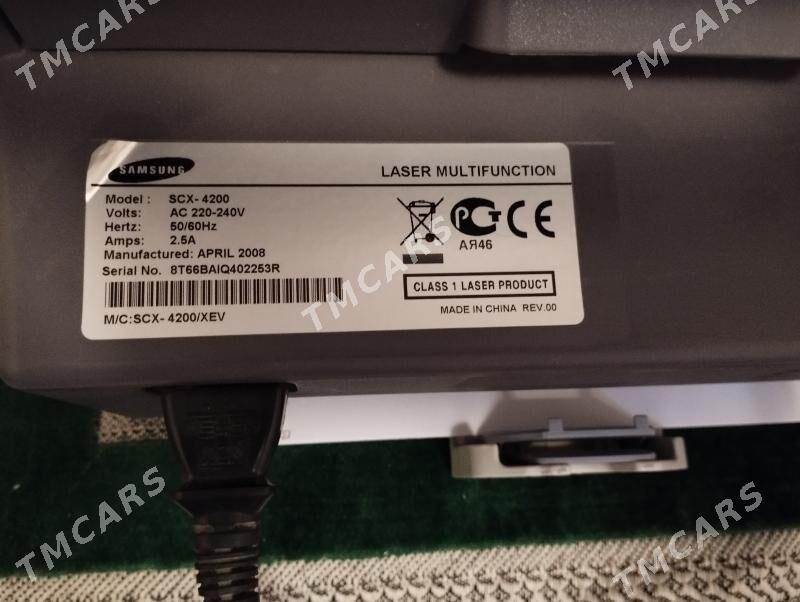 TMCARS TMCARS
SAMSUNG LASER MULTIFUNCTION
Model : SCX- 4200
Volts: AC 220-240V
Hertz: 50/60Hz
Amps: 2.5A
Manufactured: APRIL 2008
Serial No. 8T66BAIQ402253R
РСТ CE
АЯ46
CLASS 1 LASER PRODUCT
MADE IN CHINA REV.00
M/C:SCX- 4200/XEV
TMCARS
TMCARS TMCARS